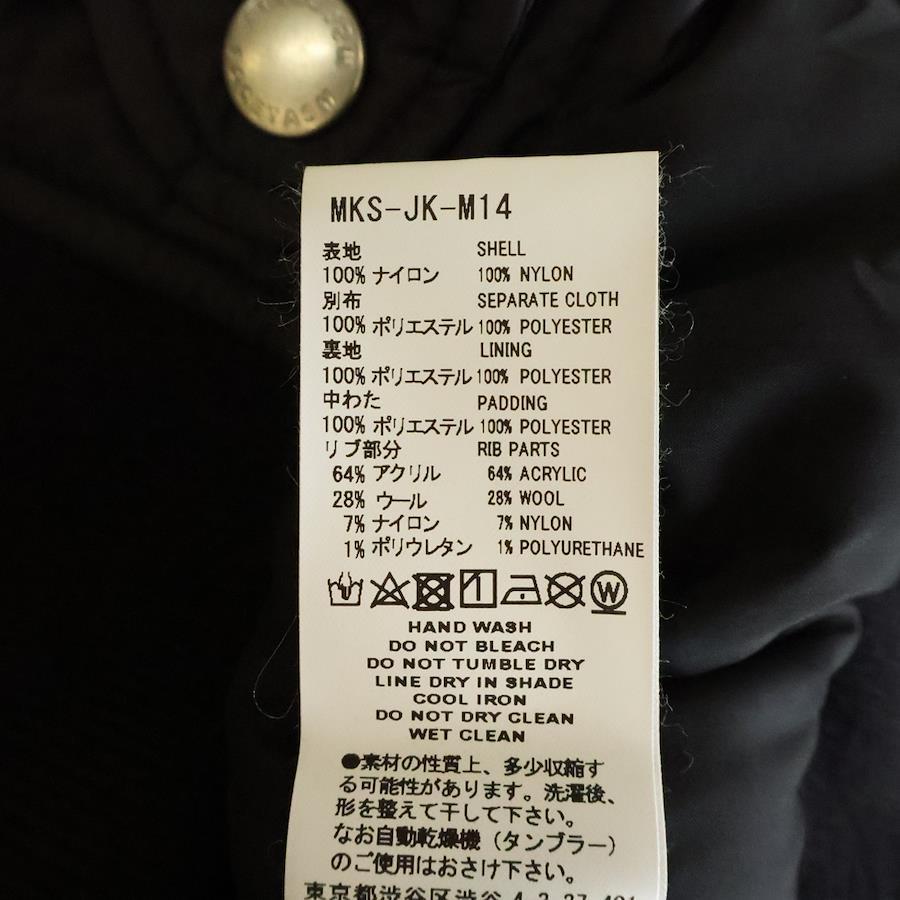 MKS-JK-M14
表地 SHELL
100% ナイロン 100% NYLON
別布 SEPARATE CLOTH
100% ポリエステル 100% POLYESTER
裏地 LINING
100% ポリエステル 100% POLYESTER
中わた PADDING
100% ポリエステル 100% POLYESTER
リブ部分 RIB PARTS
64% アクリル 64% ACRYLIC
28% ウール 28% WOOL
7% ナイロン 7% NYLON
1% ポリウレタン 1% POLYURETHANE
W
HAND WASH
DO NOT BLEACH
DO NOT TUMBLE DRY
LINE DRY IN SHADE
COOL IRON
DO NOT DRY CLEAN
WET CLEAN
●素材の性質上、多少収縮す
る可能性があります。洗濯後、
形を整えて干して下さい。
なお自動乾燥機（タンブラー）
のご使用はおさけ下さい。
東京都渋谷区渋谷